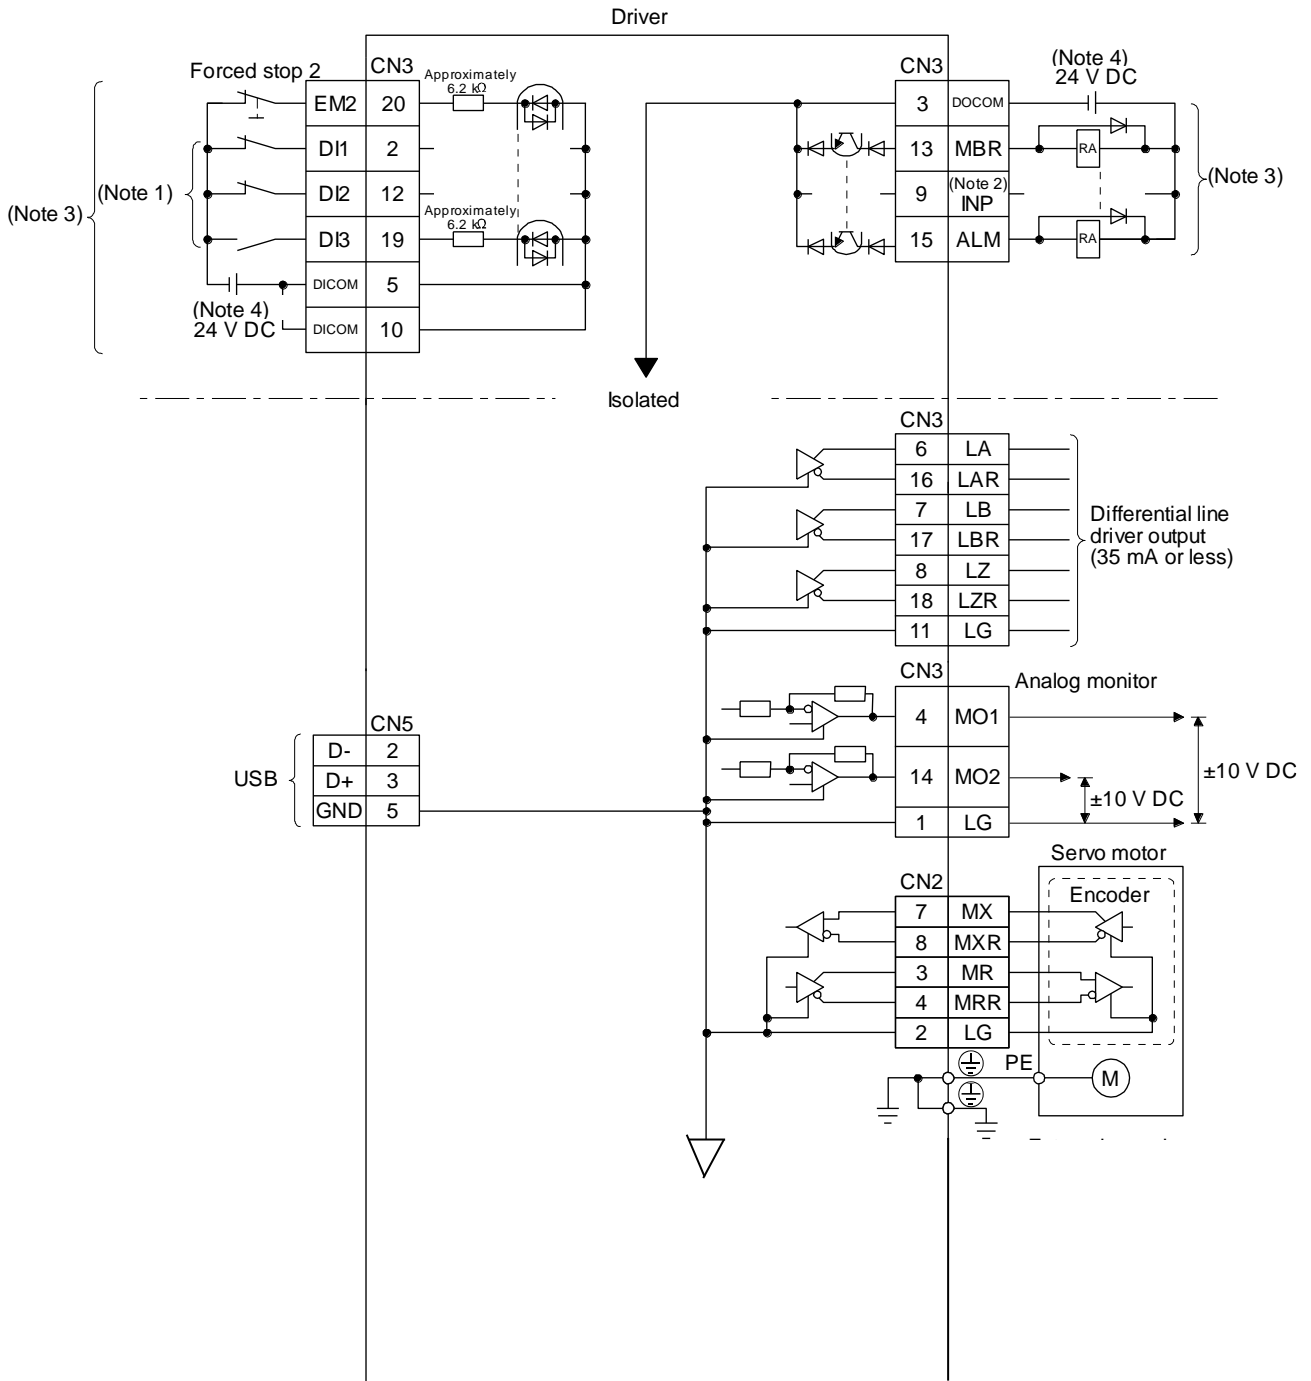 Driver
Forced stop 2
CN3
Approximately
6.2 kΩ
EM2 20
DI1 2
DI2 12
Approximately
6.2 kΩ
DI3 19
DICOM 5
DICOM 10
(Note 1)
(Note 3)
(Note 4)
24 V DC
CN3
(Note 4)
24 V DC
3 DOCOM
13 MBR
RA
9 (Note 2)
INP
15 ALM
RA
(Note 3)
Isolated
CN3
6 LA
16 LAR
7 LB
17 LBR
8 LZ
18 LZR
11 LG
Differential line
driver output
(35 mA or less)
CN3
Analog monitor
4 MO1
14 MO2
1 LG
±10 V DC
±10 V DC
CN5
USB
D- 2
D+ 3
GND 5
Servo motor
CN2
Encoder
7 MX
8 MXR
3 MR
4 MRR
2 LG
PE
M